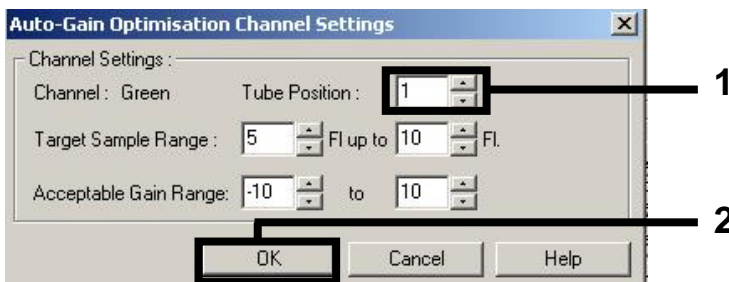 Auto-Gain Optimisation Channel Settings
Channel Settings :
Channel : Green Tube Position : 1 1
Target Sample Range : 5 Fl up to 10 Fl.
Acceptable Gain Range: -10 to 10
2
OK Cancel Help